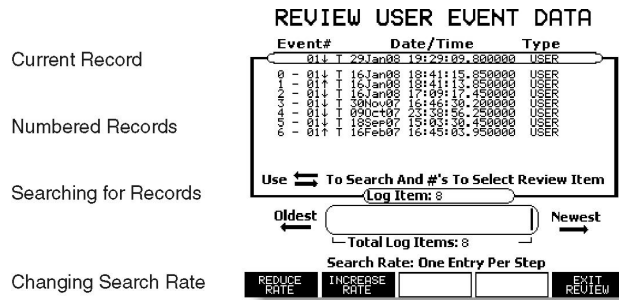 REVIEW USER EVENT DATA
Event# Date/Time Type
Current Record
01↓ T 29Jan08 19:29:09.800000 USER
0 - 01↓ T 16Jan08 18:41:15.850000 USER
1 - 01↑ T 16Jan08 18:41:13.850000 USER
2 - 01↓ T 16Jan08 17:09:17.450000 USER
3 - 01↓ T 30Nov07 16:46:30.200000 USER
4 - 01↓ T 09Oct07 23:38:56.250000 USER
5 - 01↑ T 18Sep07 15:03:30.450000 USER
6 - 01↑ T 16Feb07 16:45:03.950000 USER
Numbered Records
Use ⇆ To Search And #'s To Select Review Item
Searching for Records
Log Item: 8
Oldest Newest
Total Log Items: 8
Search Rate: One Entry Per Step
Changing Search Rate
REDUCE RATE INCREASE RATE EXIT REVIEW